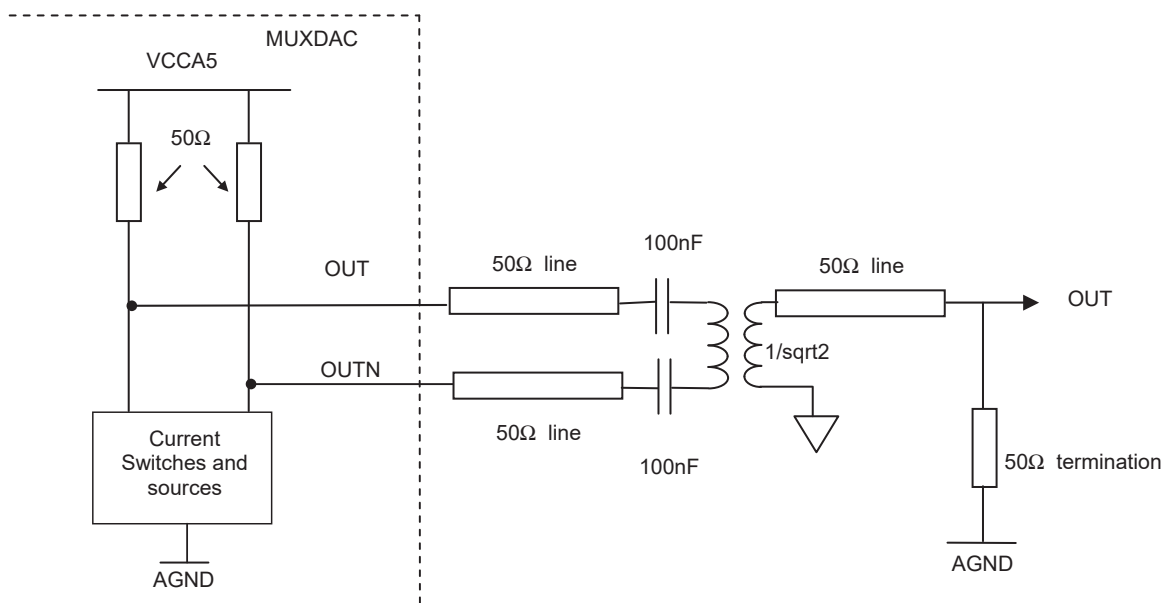 MUXDAC
VCCA5
50Ω
100nF
OUT
50Ω line
50Ω line
OUT
1/sqrt2
OUTN
50Ω line
100nF
Current
Switches and
sources
50Ω termination
AGND
AGND